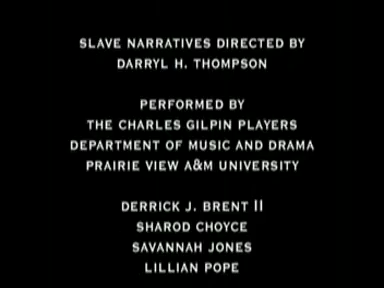 SLAVE NARRATIVES DIRECTED BY
DARRYL H. THOMPSON
PERFORMED BY
THE CHARLES GILPIN PLAYERS
DEPARTMENT OF MUSIC AND DRAMA
PRAIRIE VIEW A&M UNIVERSITY
DERRICK J. BRENT II
SHAROD CHOYCE
SAVANNAH JONES
LILLIAN POPE